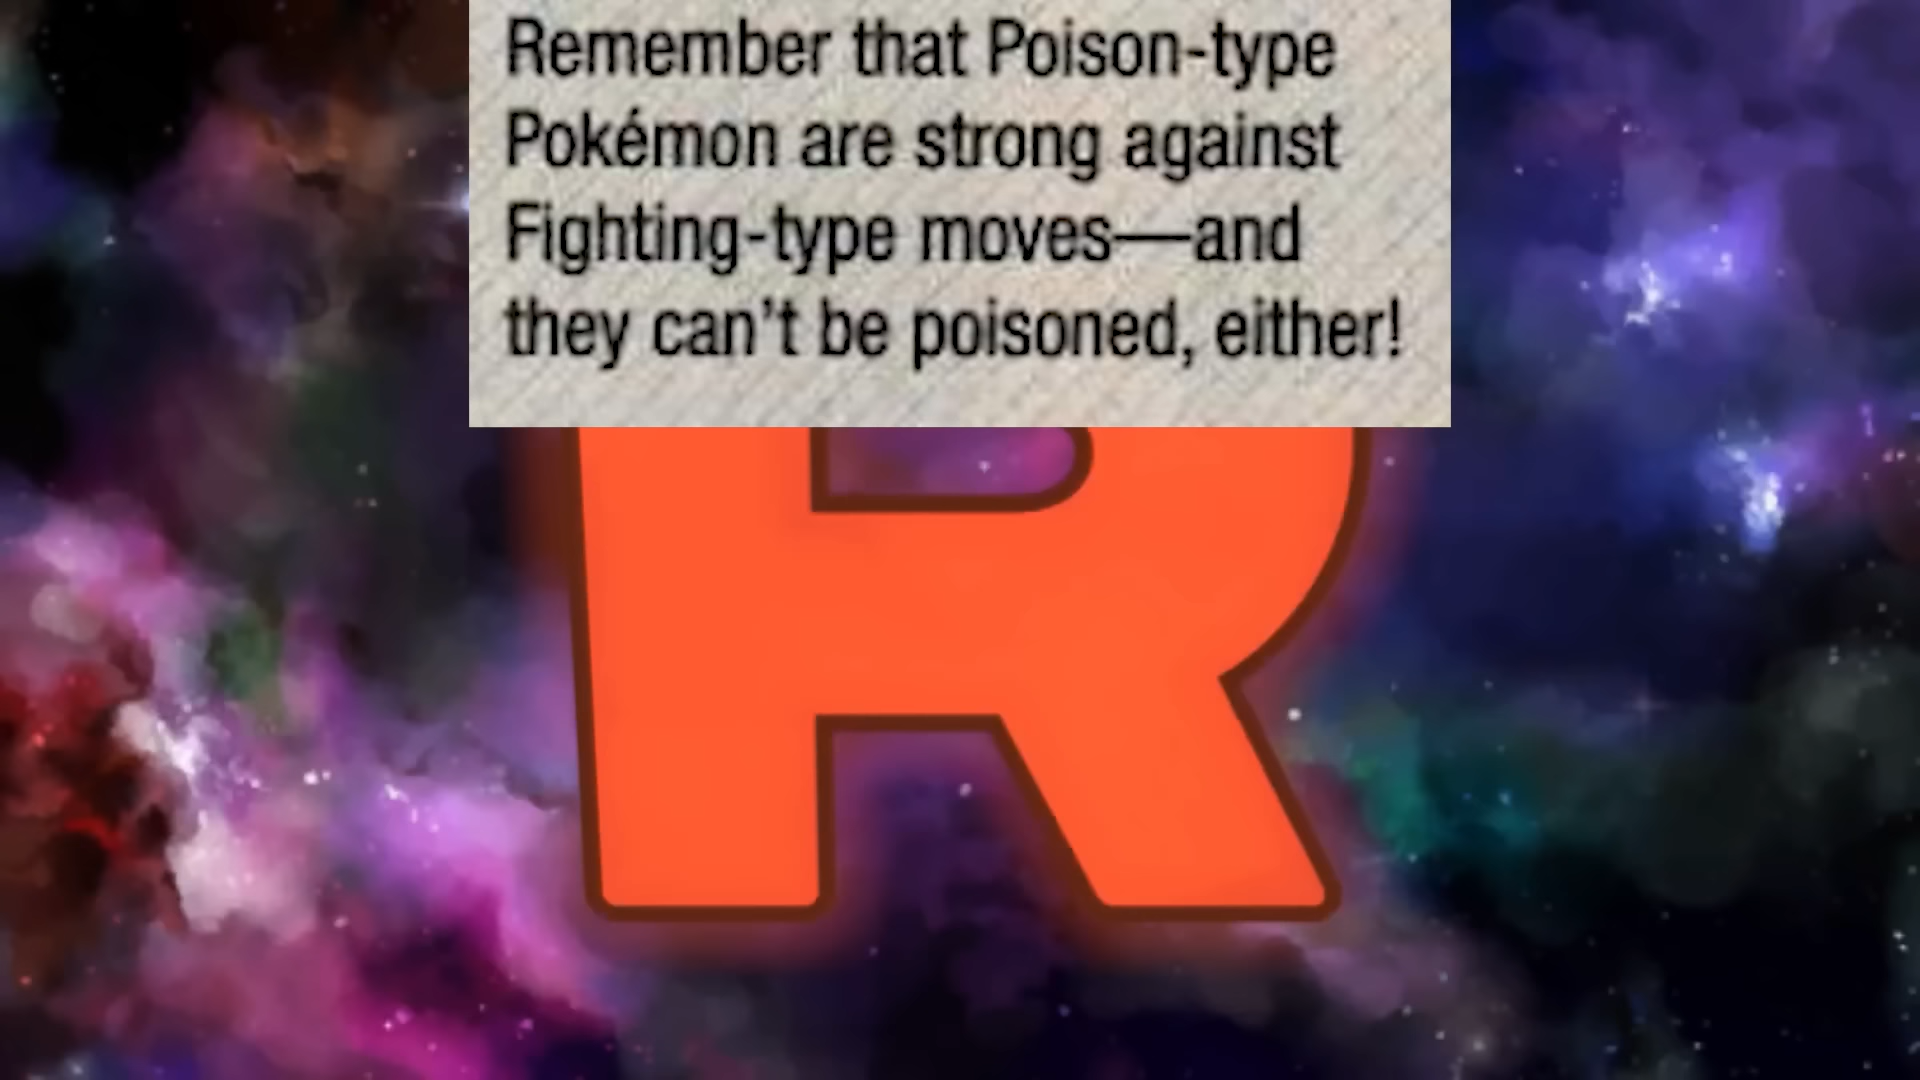 Remember that Poison-type
Pokémon are strong against
Fighting-type moves—and
they can't be poisoned, either!
R